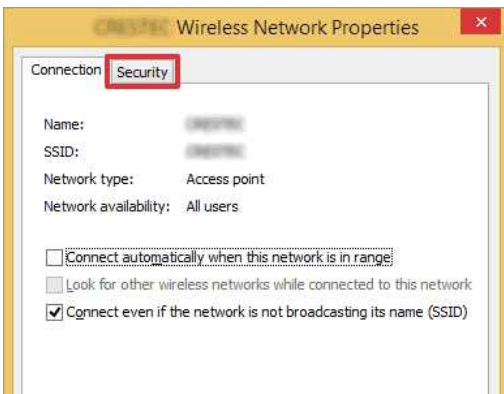 Wireless Network Properties
Connection Security
Name:
SSID:
Network type: Access point
Network availability: All users
Connect automatically when this network is in range
Look for other wireless networks while connected to this network
Connect even if the network is not broadcasting its name (SSID)